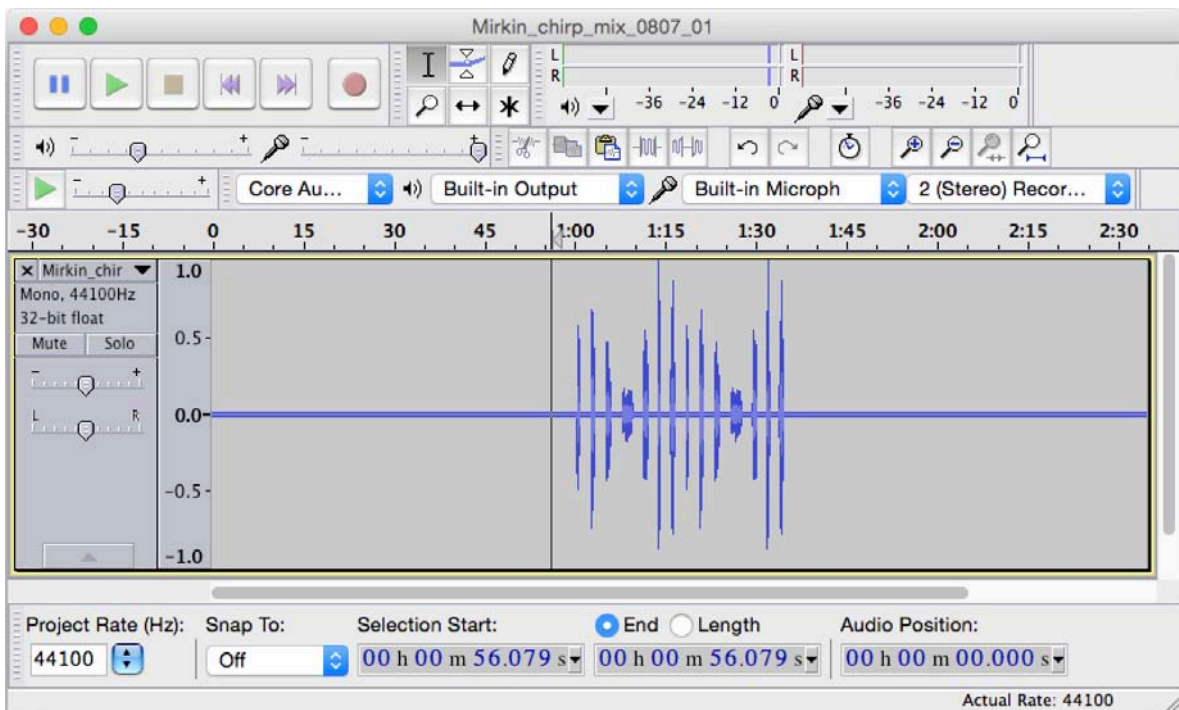 Mirkin_chirp_mix_0807_01
L
R
-36 -24 -12 0
L
R
-36 -24 -12 0
- +
- +
- +
Core Au...
Built-in Output
Built-in Microph
2 (Stereo) Recor...
-30 -15 0 15 30 45 1:00 1:15 1:30 1:45 2:00 2:15 2:30
× Mirkin_chir
Mono, 44100Hz
32-bit float
Mute Solo
- +
L R
1.0
0.5-
0.0-
-0.5-
-1.0
Project Rate (Hz): Snap To: Selection Start: End Length Audio Position:
44100 Off 00 h 00 m 56.079 s 00 h 00 m 56.079 s 00 h 00 m 00.000 s
Actual Rate: 44100